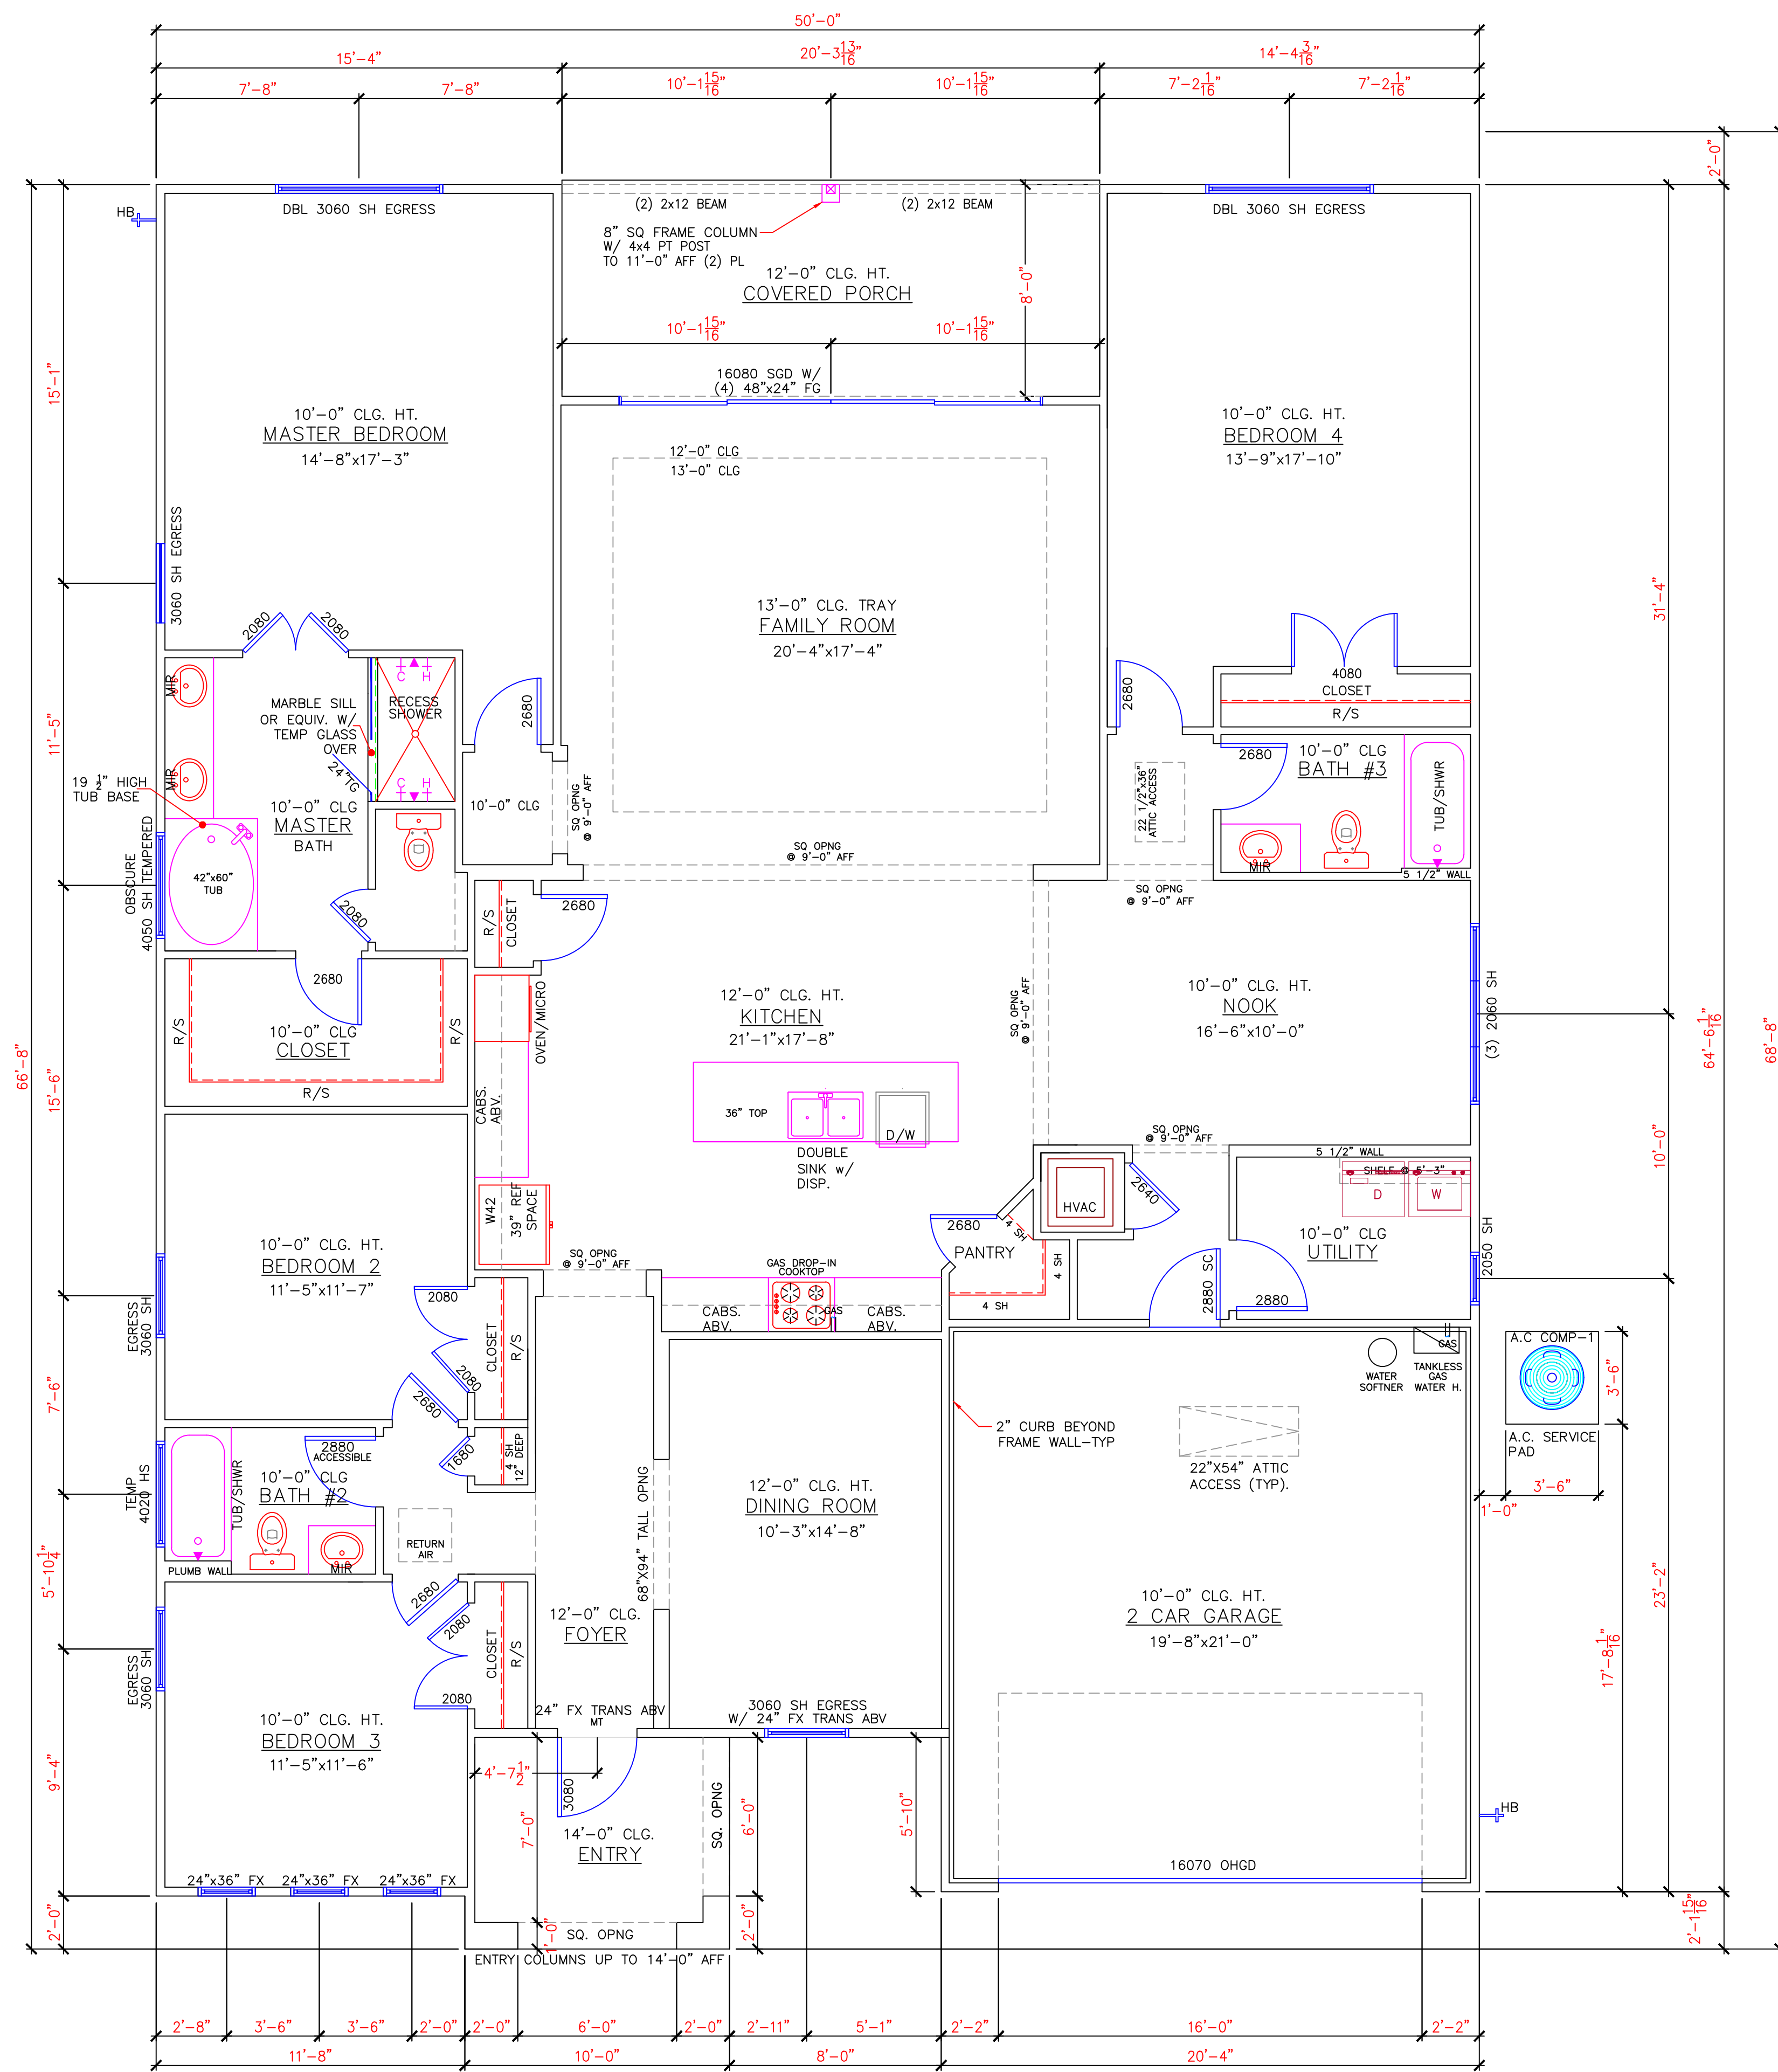 50'-0"
15'-4"
20'-3 13/16"
14'-4 3/16"
7'-8"
7'-8"
10'-1 15/16"
10'-1 15/16"
7'-2 1/16"
7'-2 1/16"
2'-0"
HB
DBL 3060 SH EGRESS
(2) 2x12 BEAM
(2) 2x12 BEAM
DBL 3060 SH EGRESS
8" SQ FRAME COLUMN
W/ 4x4 PT POST
TO 11'-0" AFF (2) PL
12'-0" CLG. HT.
COVERED PORCH
8'-0"
10'-1 15/16"
10'-1 15/16"
16080 SGD W/
(4) 48"x24" FG
15'-1"
10'-0" CLG. HT.
MASTER BEDROOM
14'-8"x17'-3"
12'-0" CLG
13'-0" CLG
10'-0" CLG. HT.
BEDROOM 4
13'-9"x17'-10"
3060 SH EGRESS
13'-0" CLG. TRAY
FAMILY ROOM
20'-4"x17'-4"
31'-4"
2080
2080
MIR
C H
RECESS
SHOWER
MARBLE SILL
OR EQUIV. W/
TEMP GLASS
OVER
24"TG
2680
2680
4080
CLOSET
R/S
11'-5"
19 1/2" HIGH
TUB BASE
MIR
C H
10'-0" CLG
SQ OPNG
@ 9'-0" AFF
22 1/2"x36"
ATTIC ACCESS
2680
10'-0" CLG
BATH #3
TUB/SHWR
10'-0" CLG
MASTER
BATH
OBSCURE
4050 SH TEMPERED
42"x60"
TUB
2080
SQ OPNG
@ 9'-0" AFF
MIR
5 1/2" WALL
SQ OPNG
@ 9'-0" AFF
R/S
CLOSET
2680
2680
R/S
10'-0" CLG
CLOSET
R/S
R/S
OVEN/MICRO
CABS.
ABV.
12'-0" CLG. HT.
KITCHEN
21'-1"x17'-8"
SQ OPNG
@ 9'-0" AFF
10'-0" CLG. HT.
NOOK
16'-6"x10'-0"
(3) 2060 SH
66'-8"
15'-6"
64'-6 1/16"
68'-8"
10'-0"
36" TOP
D/W
DOUBLE
SINK w/
DISP.
SQ OPNG
@ 9'-0" AFF
5 1/2" WALL
SHELF @ 5'-3"
D
W
2640
HVAC
W42
39" REF
SPACE
10'-0" CLG. HT.
BEDROOM 2
11'-5"x11'-7"
SQ OPNG
@ 9'-0" AFF
2680
4 SH
PANTRY
4 SH
4 SH
10'-0" CLG
UTILITY
2050 SH
2880 SC
2880
GAS DROP-IN
COOKTOP
GAS
CABS.
ABV.
CABS.
ABV.
EGRESS
3060 SH
2080
CLOSET
R/S
2080
2680
7'-6"
GAS
WATER
SOFTNER
TANKLESS
GAS
WATER H.
A.C COMP-1
3'-6"
A.C. SERVICE
PAD
3'-6"
1'-0"
2" CURB BEYOND
FRAME WALL-TYP
22"X54" ATTIC
ACCESS (TYP).
2880
ACCESSIBLE
1680
4 SH
12" DEEP
TEMP
4020 HS
TUB/SHWR
10'-0" CLG
BATH #2
MIR
PLUMB WALL
RETURN
AIR
68"X94" TALL OPNG
12'-0" CLG. HT.
DINING ROOM
10'-3"x14'-8"
5'-10 1/4"
2680
2080
CLOSET
R/S
2080
EGRESS
3060 SH
12'-0" CLG.
FOYER
10'-0" CLG. HT.
2 CAR GARAGE
19'-8"x21'-0"
23'-2"
17'-8 1/16"
10'-0" CLG. HT.
BEDROOM 3
11'-5"x11'-6"
24" FX TRANS ABV
MT
3060 SH EGRESS
W/ 24" FX TRANS ABV
9'-4"
4'-7 1/2"
3080
SQ. OPNG
6'-0"
5'-10"
7'-0"
14'-0" CLG.
ENTRY
HB
16070 OHGD
24"x36" FX
24"x36" FX
24"x36" FX
2'-0"
1'-0"
SQ. OPNG
2'-0"
2'-1 15/16"
ENTRY COLUMNS UP TO 14'-0" AFF
2'-8"
3'-6"
3'-6"
2'-0"
2'-0"
6'-0"
2'-0"
2'-11"
5'-1"
2'-2"
16'-0"
2'-2"
11'-8"
10'-0"
8'-0"
20'-4"